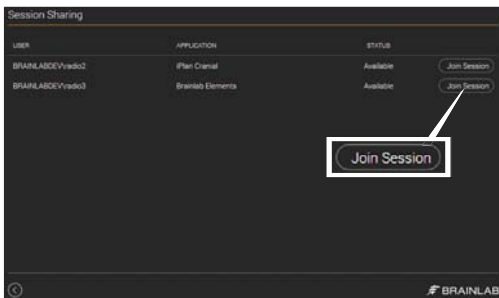 Session Sharing
USER APPLICATION STATUS
BRAINLABDEV\radio2 iPlan Cranial Available Join Session
BRAINLABDEV\radio3 Brainlab Elements Available Join Session
Join Session
BRAINLAB